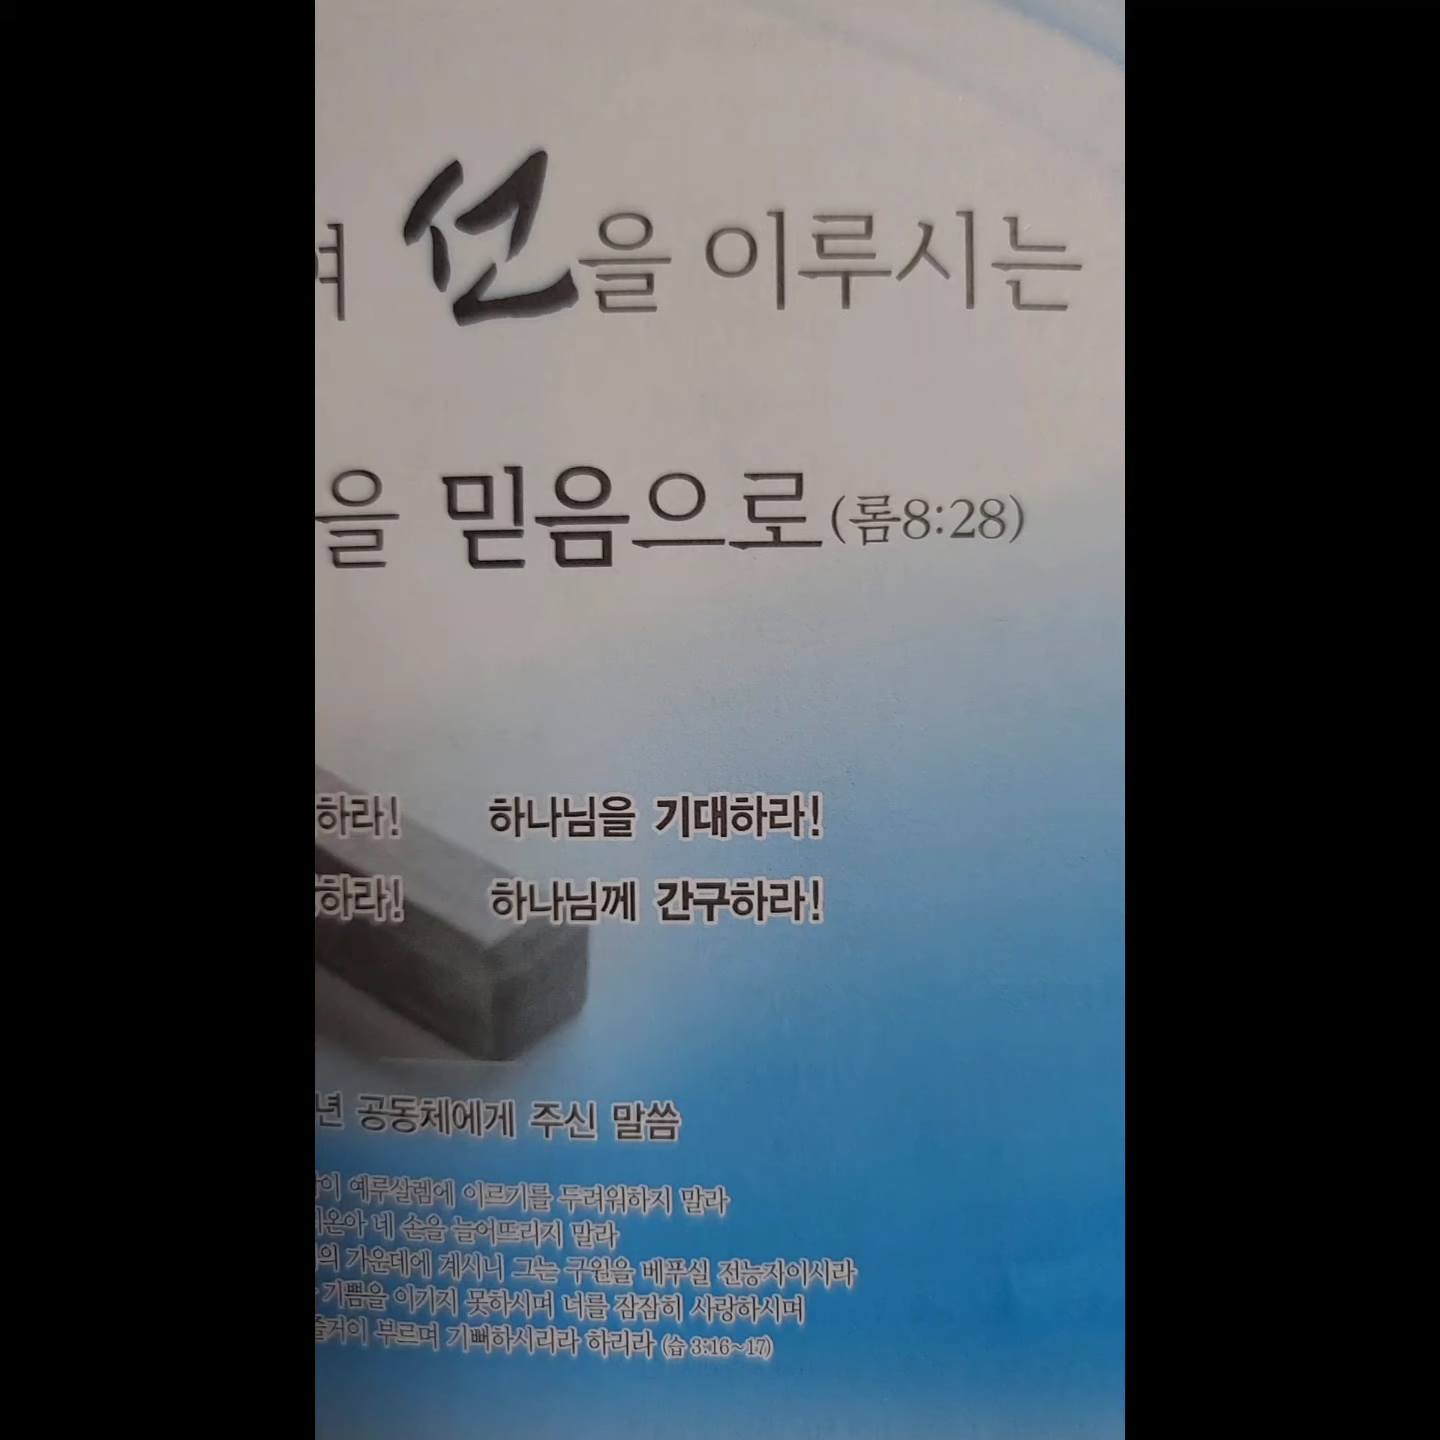 선을 이루시는
을 믿음으로(롬8:28)
하라! 하나님을 기대하라!
하라! 하나님께 간구하라!
년 공동체에게 주신 말씀
이 예루살렘에 이르기를 두려워하지 말라
온아 네 손을 늘어뜨리지 말라
의 가운데에 계시니 그는 구원을 베푸실 전능자이시라
기쁨을 이기지 못하시며 너를 잠잠히 사랑하시며
즐거이 부르며 기뻐하시리라 하리라 (습 3:16~17)